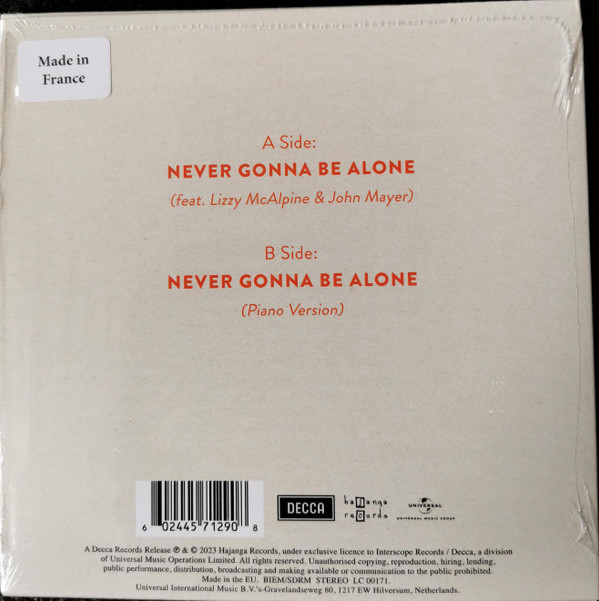 Made in
France
A Side:
NEVER GONNA BE ALONE
(feat. Lizzy McAlpine & John Mayer)
B Side:
NEVER GONNA BE ALONE
(Piano Version)
6 02445 71290 8
DECCA
hajanga
records
UNIVERSAL
UNIVERSAL MUSIC GROUP
A Decca Records Release ℗ & © 2023 Hajanga Records, under exclusive licence to Interscope Records / Decca, a division
of Universal Music Operations Limited. All rights reserved. Unauthorised copying, reproduction, hiring, lending,
public performance, distribution, broadcasting and making available or communication to the public prohibited.
Made in the EU. BIEM/SDRM STEREO LC 00171.
Universal International Music B.V.'s-Gravelandseweg 80, 1217 EW Hilversum, Netherlands.